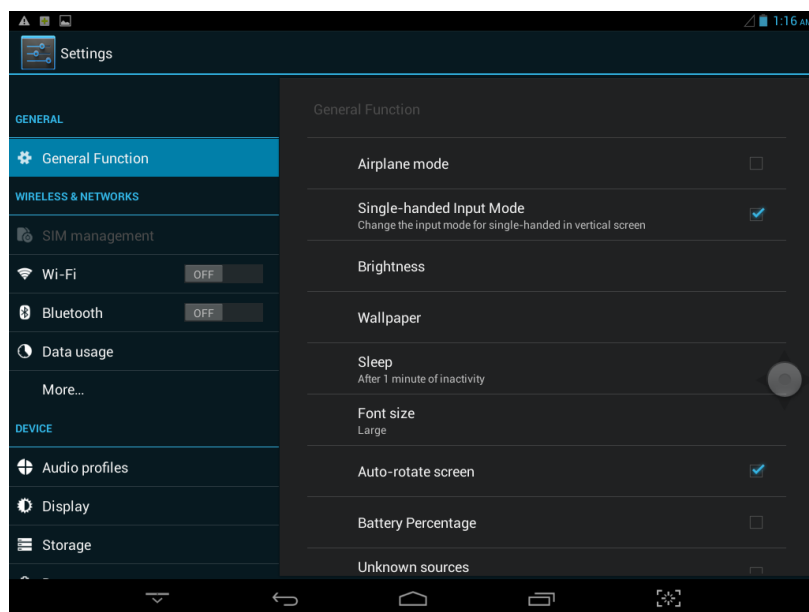 1:16 AM
Settings
GENERAL
General Function
WIRELESS & NETWORKS
SIM management
Wi-Fi
OFF
Bluetooth
OFF
Data usage
More...
DEVICE
Audio profiles
Display
Storage
General Function
Airplane mode
Single-handed Input Mode
Change the input mode for single-handed in vertical screen
Brightness
Wallpaper
Sleep
After 1 minute of inactivity
Font size
Large
Auto-rotate screen
Battery Percentage
Unknown sources